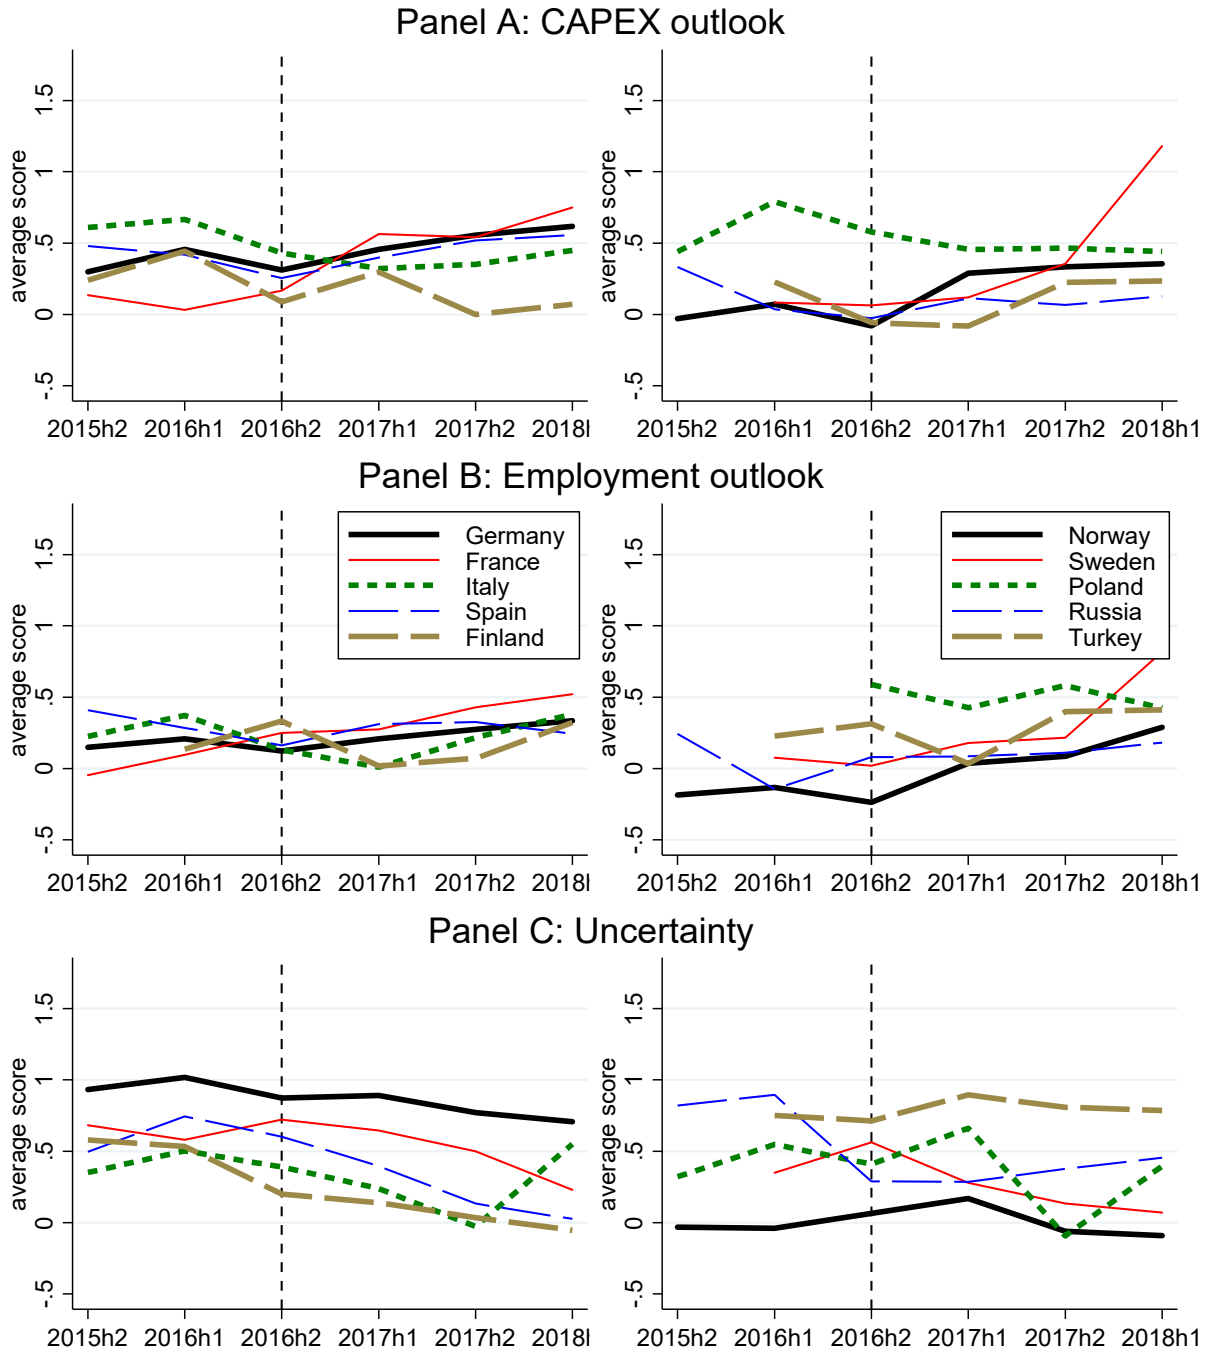 Panel A: CAPEX outlook
average score
1.5
1
.5
0
-.5
2015h2 2016h1 2016h2 2017h1 2017h2 2018h
average score
1.5
1
.5
0
-.5
2015h2 2016h1 2016h2 2017h1 2017h2 2018h1
Panel B: Employment outlook
average score
1.5
1
.5
0
-.5
Germany
France
Italy
Spain
Finland
2015h2 2016h1 2016h2 2017h1 2017h2 2018h
average score
1.5
1
.5
0
-.5
Norway
Sweden
Poland
Russia
Turkey
2015h2 2016h1 2016h2 2017h1 2017h2 2018h1
Panel C: Uncertainty
average score
1.5
1
.5
0
-.5
2015h2 2016h1 2016h2 2017h1 2017h2 2018h
average score
1.5
1
.5
0
-.5
2015h2 2016h1 2016h2 2017h1 2017h2 2018h1